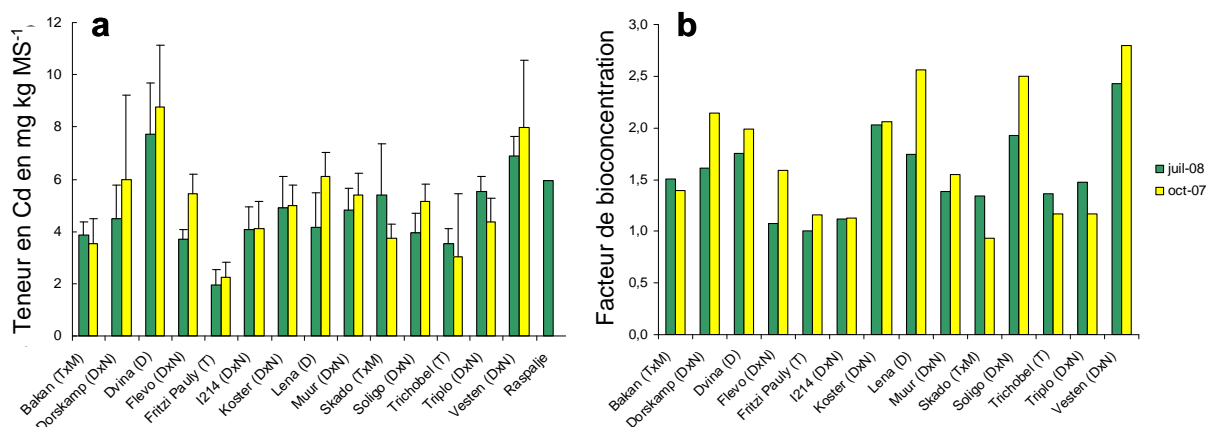 a
Teneur en Cd en mg kg MS-1
12
10
8
6
4
2
0
Bakan (TxM)
Dorskamp (DxN)
Dvina (D)
Flevo (DxN)
Fritzi Pauly (T)
I214 (DxN)
Koster (DxN)
Lena (D)
Muur (DxN)
Skado (TxM)
Soligo (DxN)
Trichobel (T)
Triplo (DxN)
Vesten (DxN)
Raspalje
b
Facteur de bioconcentration
3,0
2,5
2,0
1,5
1,0
0,5
0,0
Bakan (TxM)
Dorskamp (DxN)
Dvina (D)
Flevo (DxN)
Fritzi Pauly (T)
I214 (DxN)
Koster (DxN)
Lena (D)
Muur (DxN)
Skado (TxM)
Soligo (DxN)
Trichobel (T)
Triplo (DxN)
Vesten (DxN)
juil-08
oct-07